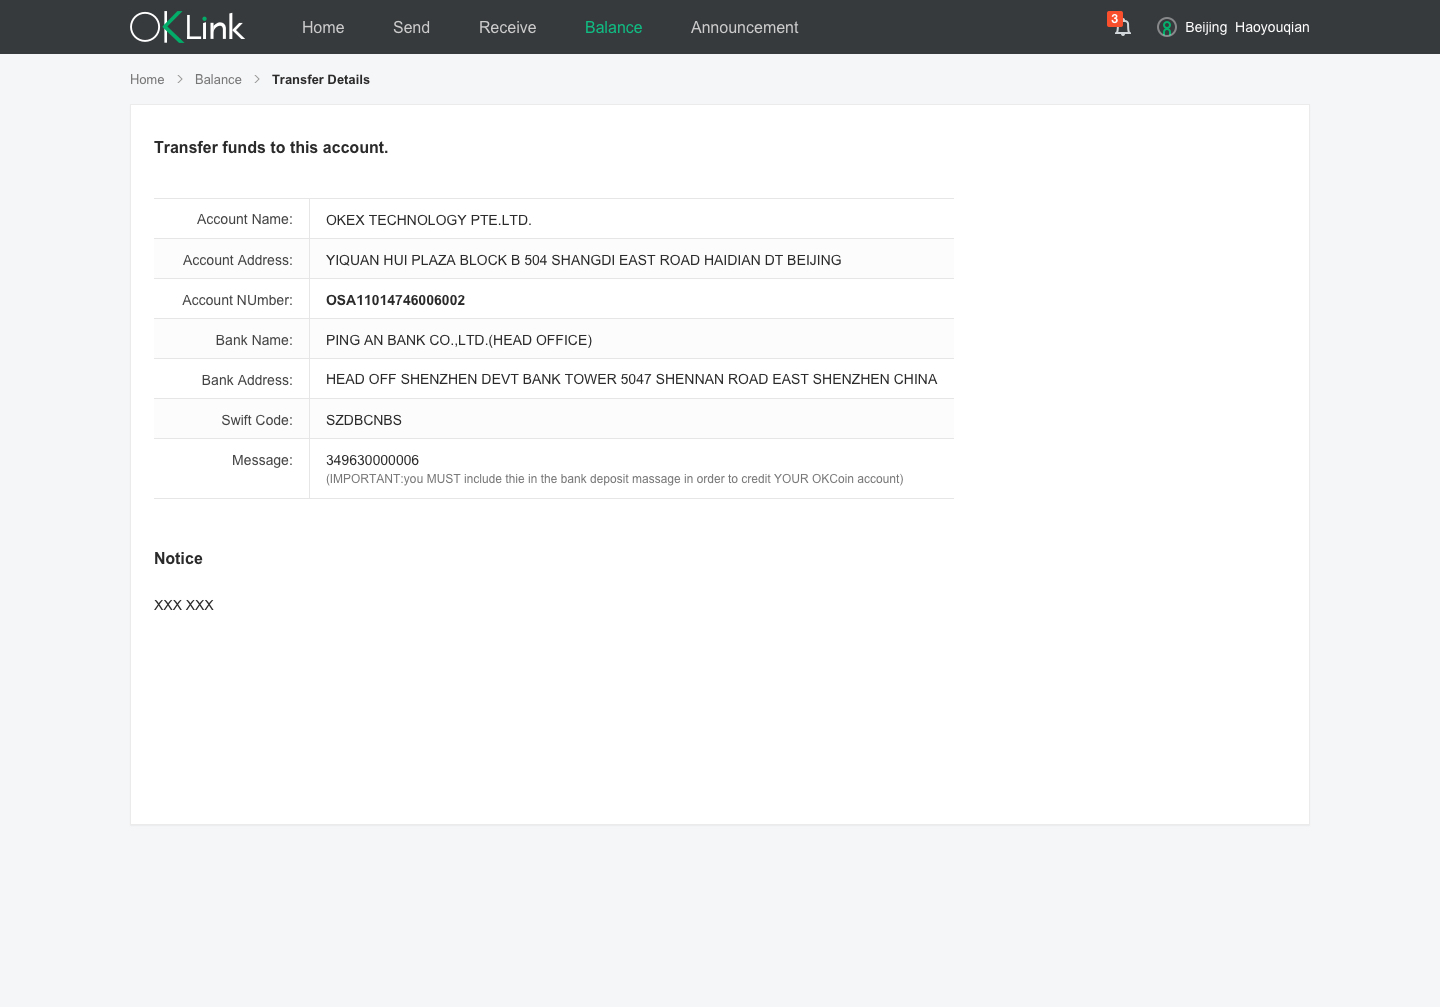 OKLink
Home Send Receive Balance Announcement
3
Beijing Haoyouqian
Home > Balance > Transfer Details
Transfer funds to this account.
Account Name: OKEX TECHNOLOGY PTE.LTD.
Account Address: YIQUAN HUI PLAZA BLOCK B 504 SHANGDI EAST ROAD HAIDIAN DT BEIJING
Account NUmber: OSA11014746006002
Bank Name: PING AN BANK CO.,LTD.(HEAD OFFICE)
Bank Address: HEAD OFF SHENZHEN DEVT BANK TOWER 5047 SHENNAN ROAD EAST SHENZHEN CHINA
Swift Code: SZDBCNBS
Message: 349630000006
(IMPORTANT:you MUST include thie in the bank deposit massage in order to credit YOUR OKCoin account)
Notice
XXX XXX